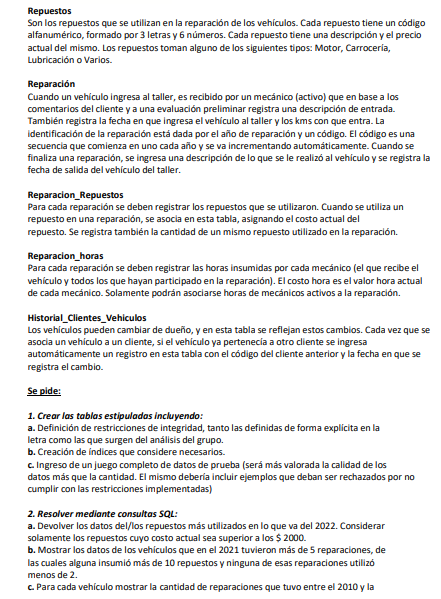 Repuestos
Son los repuestos que se utilizan en la reparación de los vehículos. Cada repuesto tiene un código
alfanumérico, formado por 3 letras y 6 números. Cada repuesto tiene una descripción y el precio
actual del mismo. Los repuestos toman alguno de los siguientes tipos: Motor, Carrocería,
Lubricación o Varios.
Reparación
Cuando un vehículo ingresa al taller, es recibido por un mecánico (activo) que en base a los
comentarios del cliente y a una evaluación preliminar registra una descripción de entrada.
También registra la fecha en que ingresa el vehículo al taller y los kms con que entra. La
identificación de la reparación está dada por el año de reparación y un código. El código es una
secuencia que comienza en uno cada año y se va incrementando automáticamente. Cuando se
finaliza una reparación, se ingresa una descripción de lo que se le realizó al vehículo y se registra la
fecha de salida del vehículo del taller.
Reparacion_Repuestos
Para cada reparación se deben registrar los repuestos que se utilizaron. Cuando se utiliza un
repuesto en una reparación, se asocia en esta tabla, asignando el costo actual del
repuesto. Se registra también la cantidad de un mismo repuesto utilizado en la reparación.
Reparacion_horas
Para cada reparación se deben registrar las horas insumidas por cada mecánico (el que recibe el
vehículo y todos los que hayan participado en la reparación). El costo hora es el valor hora actual
de cada mecánico. Solamente podrán asociarse horas de mecánicos activos a la reparación.
Historial_Clientes_Vehiculos
Los vehículos pueden cambiar de dueño, y en esta tabla se reflejan estos cambios. Cada vez que se
asocia un vehículo a un cliente, si el vehículo ya pertenecía a otro cliente se ingresa
automáticamente un registro en esta tabla con el código del cliente anterior y la fecha en que se
registra el cambio.
Se pide:
1. Crear las tablas estipuladas incluyendo:
a. Definición de restricciones de integridad, tanto las definidas de forma explícita en la
letra como las que surgen del análisis del grupo.
b. Creación de índices que considere necesarios.
c. Ingreso de un juego completo de datos de prueba (será más valorada la calidad de los
datos más que la cantidad. El mismo debería incluir ejemplos que deban ser rechazados por no
cumplir con las restricciones implementadas)
2. Resolver mediante consultas SQL:
a. Devolver los datos del/los repuestos más utilizados en lo que va del 2022. Considerar
solamente los repuestos cuyo costo actual sea superior a los $ 2000.
b. Mostrar los datos de los vehículos que en el 2021 tuvieron más de 5 reparaciones, de
las cuales alguna insumió más de 10 repuestos y ninguna de esas reparaciones utilizó
menos de 2.
c. Para cada vehículo mostrar la cantidad de reparaciones que tuvo entre el 2010 y la